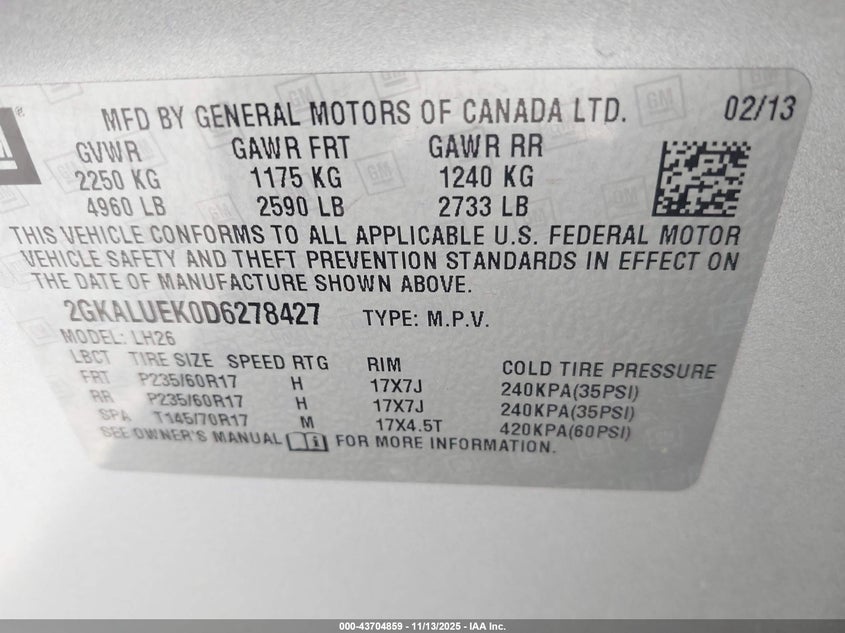 MFD BY GENERAL MOTORS OF CANADA LTD. 02/13
GVWR GAWR FRT GAWR RR
2250 KG 1175 KG 1240 KG
4960 LB 2590 LB 2733 LB
THIS VEHICLE CONFORMS TO ALL APPLICABLE U.S. FEDERAL MOTOR
VEHICLE SAFETY AND THEFT PREVENTION STANDARDS IN EFFECT ON
THE DATE OF MANUFACTURE SHOWN ABOVE.
2GKALUEK0D6278427 TYPE: M.P.V.
MODEL: LH26
LBCT TIRE SIZE SPEED RTG RIM COLD TIRE PRESSURE
FRT P235/60R17 H 17X7J 240KPA(35PSI)
RR P235/60R17 H 17X7J 240KPA(35PSI)
SPA T145/70R17 M 17X4.5T 420KPA(60PSI)
SEE OWNER'S MANUAL FOR MORE INFORMATION.
000-43704859 - 11/13/2025 - IAA Inc.